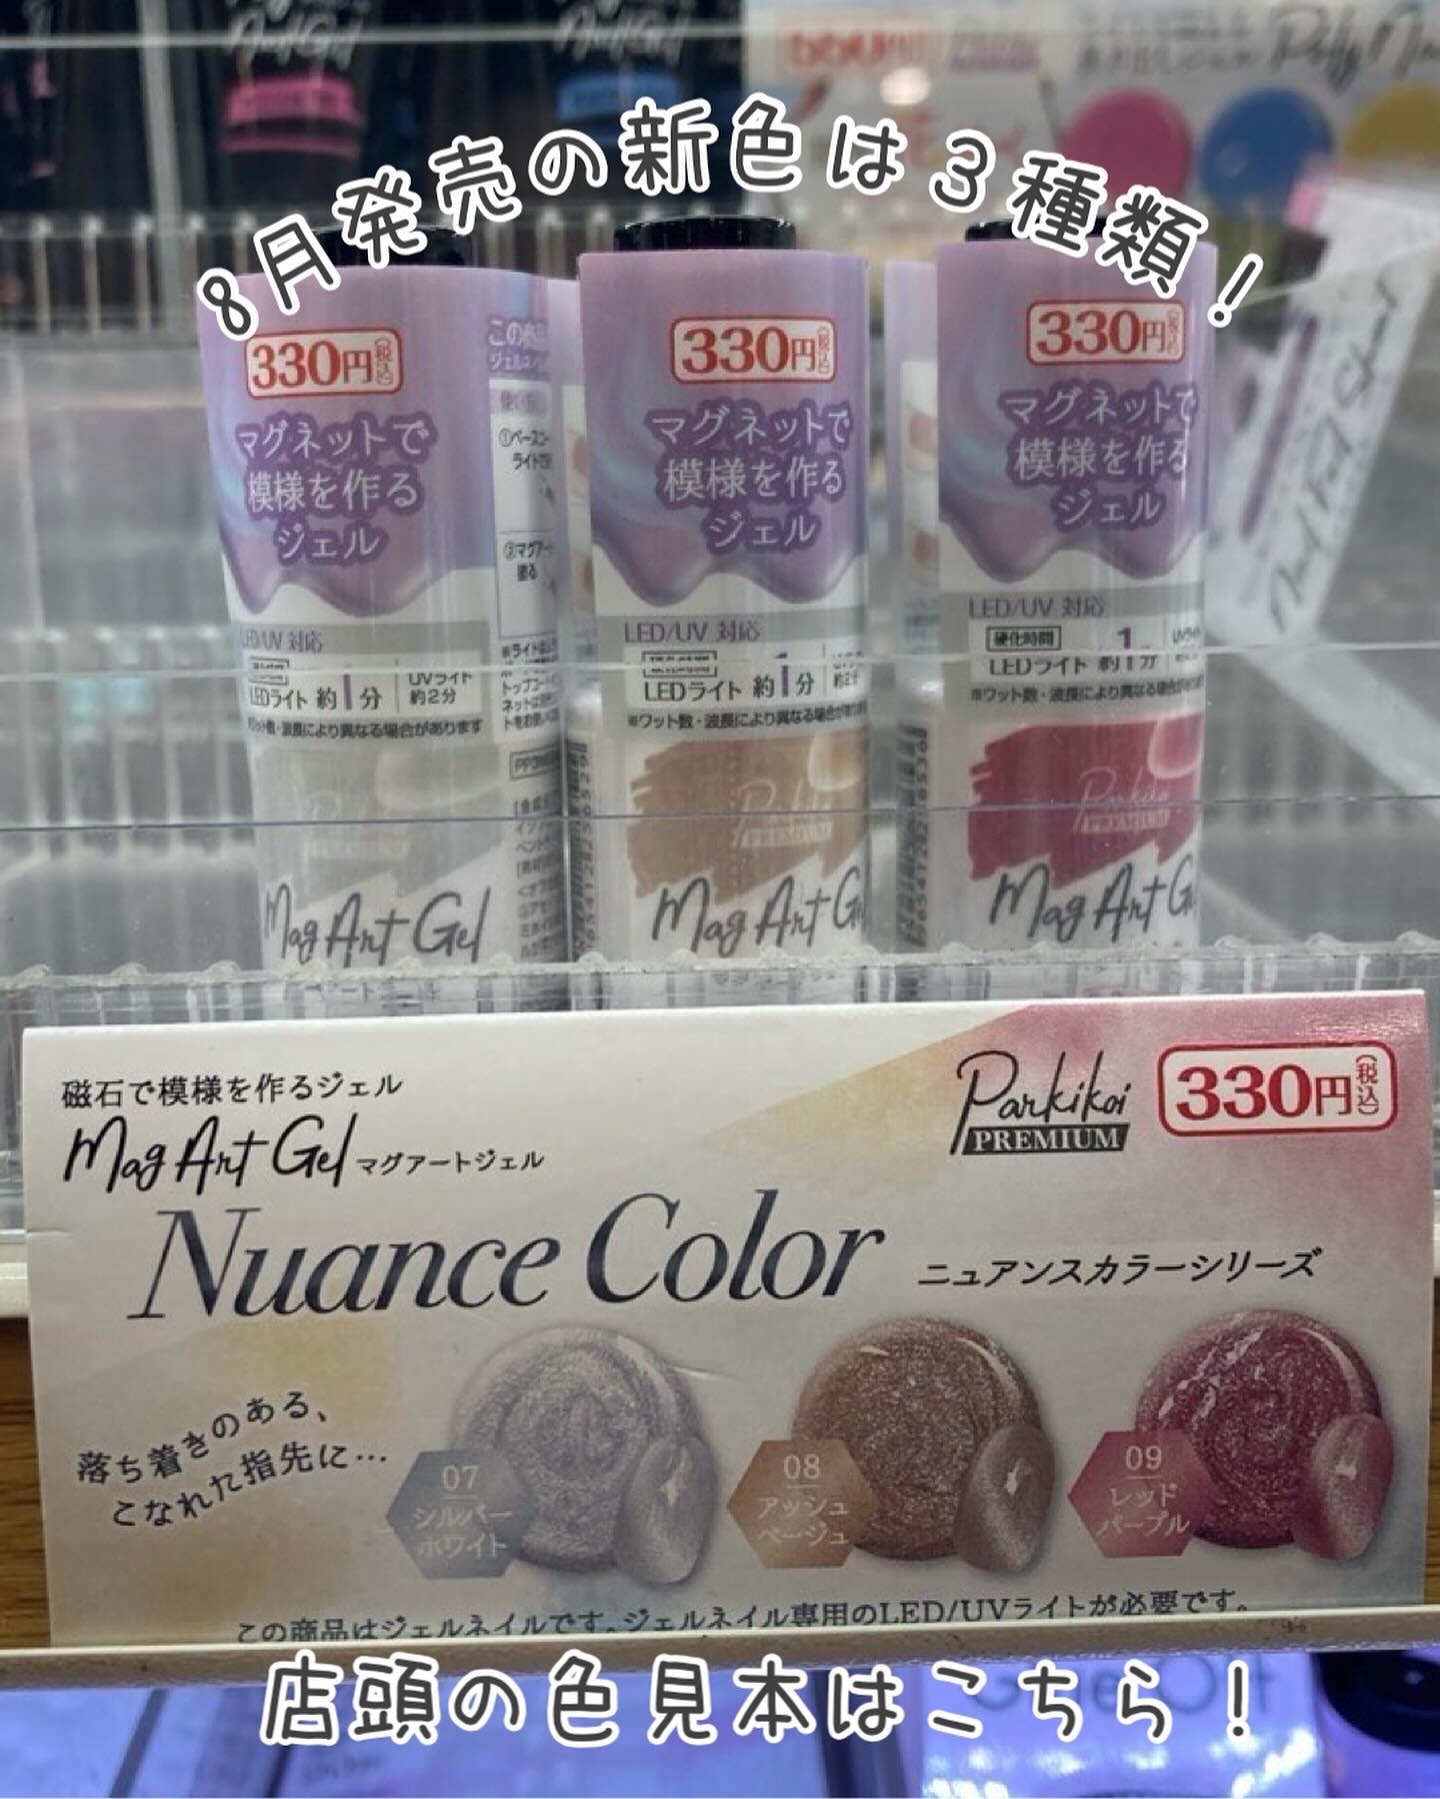 8月発売の新色は3種類!
330円(税込)
マグネットで
模様を作る
ジェル
LED/UV 対応
LEDライト 約1分
UVライト
約2分
※ワット数・波長により異なる場合があります
Mag Art Gel
330円(税込)
マグネットで
模様を作る
ジェル
LED/UV 対応
LEDライト 約1分
約2分
Parkikoi
PREMIUM
Mag Art
330円(税込)
マグネットで
模様を作る
ジェル
LED/UV 対応
硬化時間
LEDライト 約1分
Mag Art
磁石で模様を作るジェル
Mag Art Gel マグアートジェル
Parkikoi
PREMIUM
330円(税込)
Nuance Color ニュアンスカラーシリーズ
落ち着きのある、
こなれた指先に…
07
シルバー
ホワイト
08
アッシュ
ベージュ
09
レッド
パープル
この商品はジェルネイルです。ジェルネイル専用のLED/UVライトが必要です。
店頭の色見本はこちら!